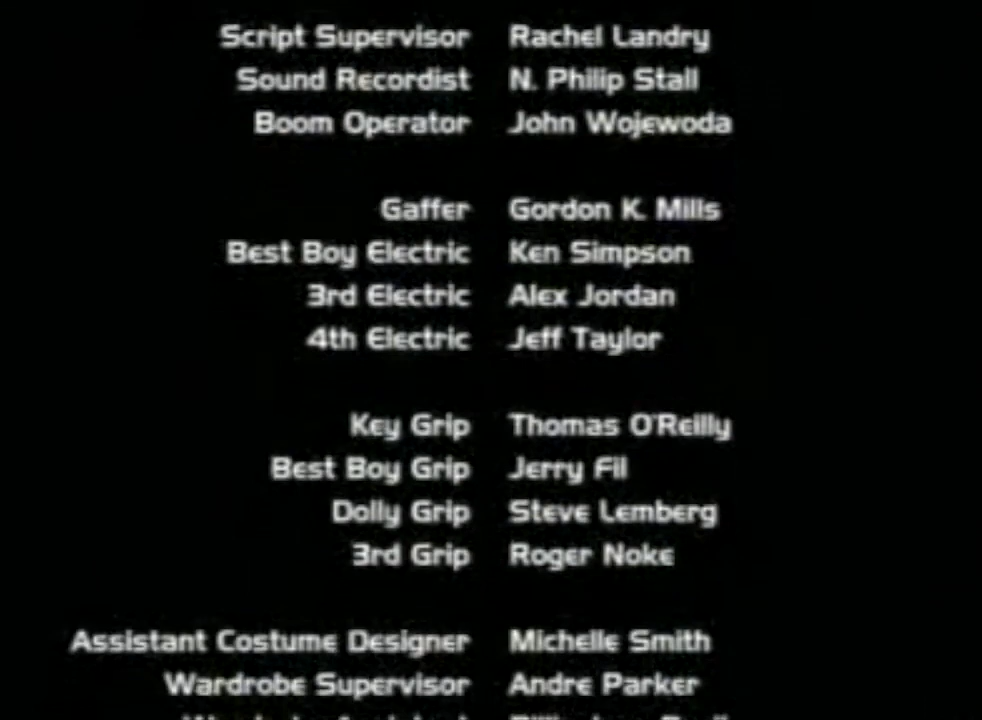 Script Supervisor Rachel Landry
Sound Recordist N. Philip Stall
Boom Operator John Wojewoda
Gaffer Gordon K. Mills
Best Boy Electric Ken Simpson
3rd Electric Alex Jordan
4th Electric Jeff Taylor
Key Grip Thomas O'Reilly
Best Boy Grip Jerry Fil
Dolly Grip Steve Lemberg
3rd Grip Roger Noke
Assistant Costume Designer Michelle Smith
Wardrobe Supervisor Andre Parker